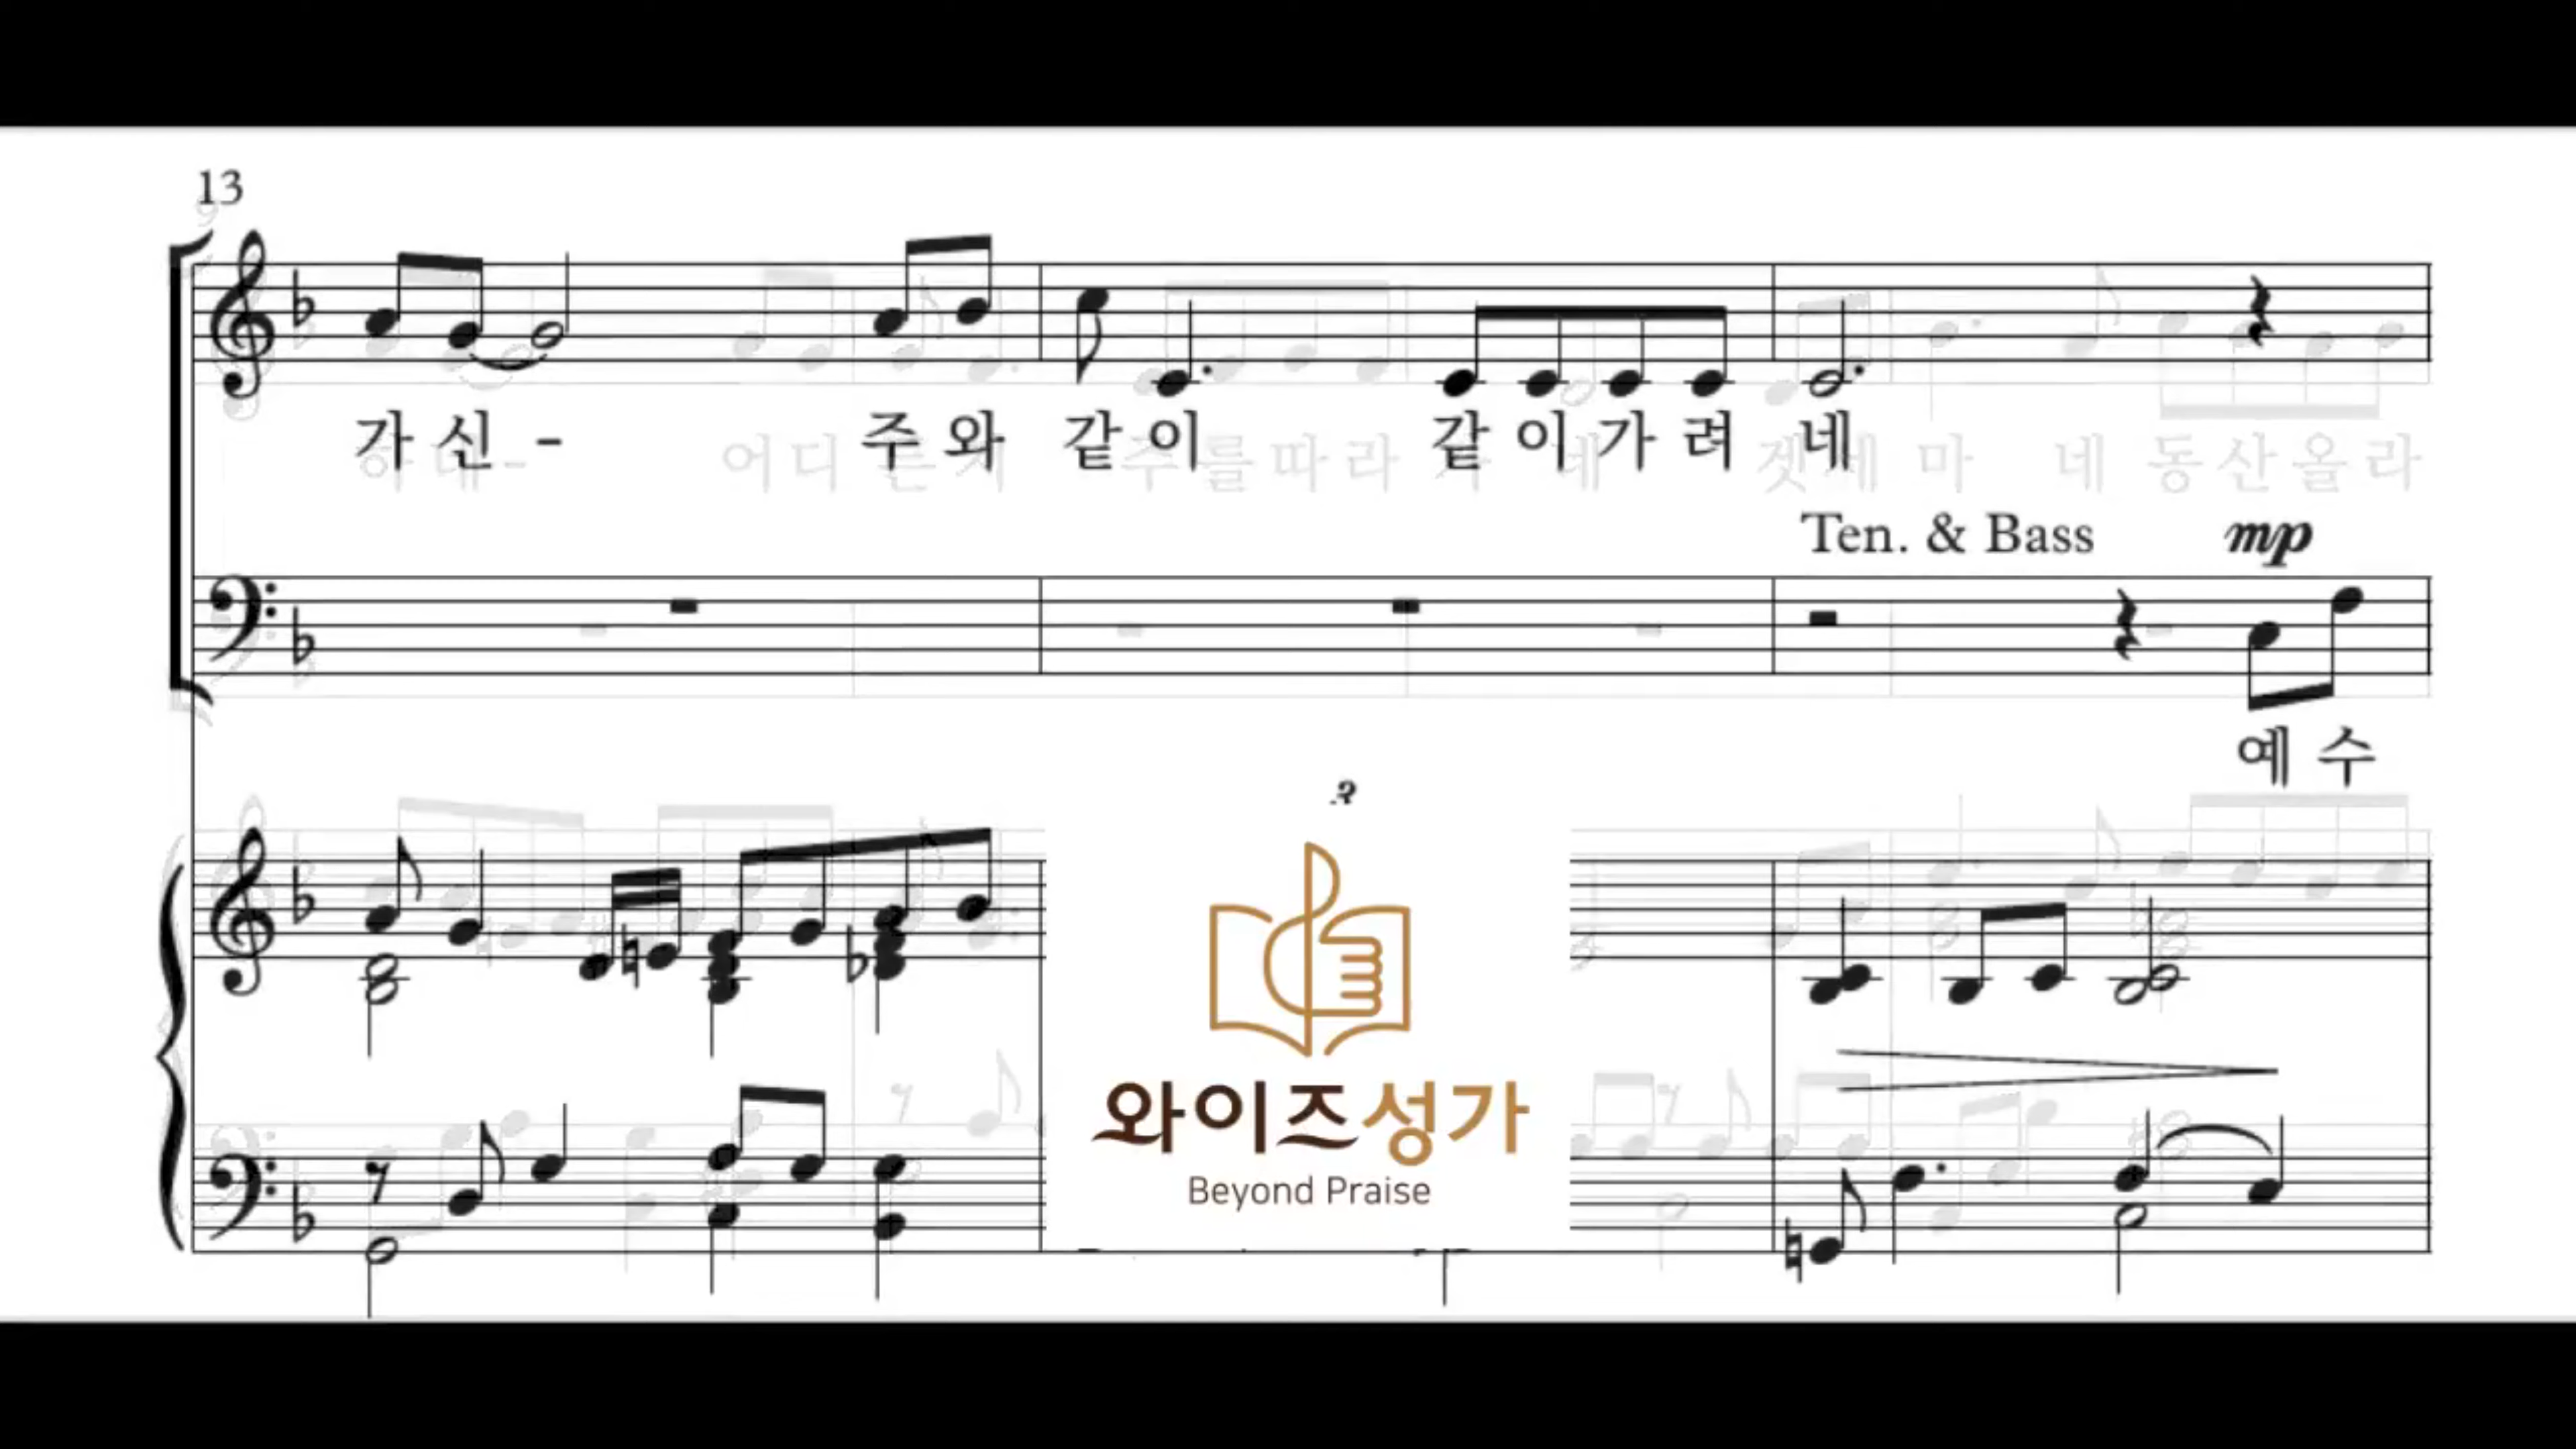 13
가 신 - 주 와 같 이 같 이 가 려 네
Ten. & Bass mp
예 수
3
와이즈성가
Beyond Praise